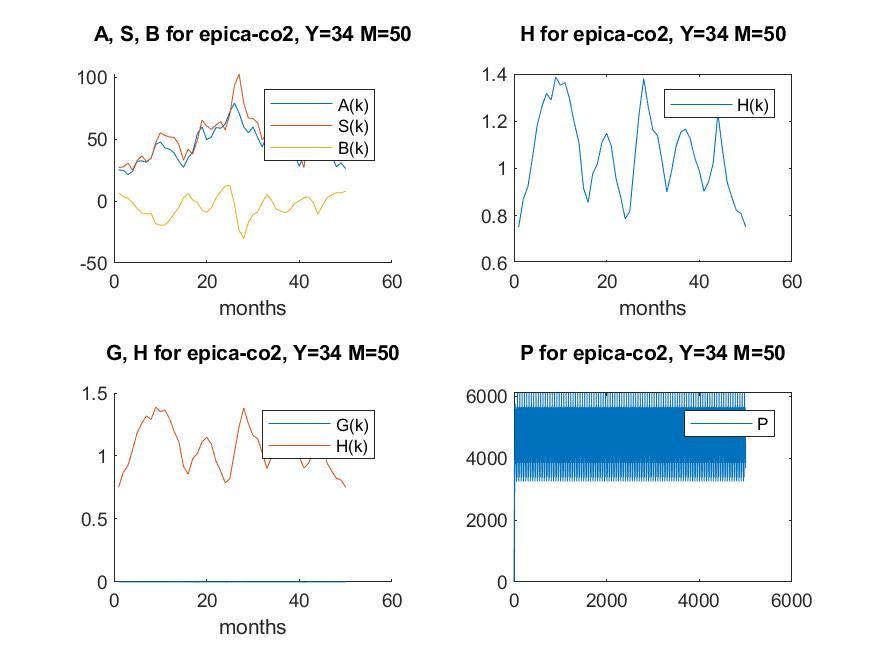 A, S, B for epica-co2, Y=34 M=50
100
50
0
-50
0 20 40 60
months
A(k)
S(k)
B(k)
H for epica-co2, Y=34 M=50
1.4
1.2
1
0.8
0.6
0 20 40 60
months
H(k)
G, H for epica-co2, Y=34 M=50
1.5
1
0.5
0
0 20 40 60
months
G(k)
H(k)
P for epica-co2, Y=34 M=50
6000
4000
2000
0
0 2000 4000 6000
P